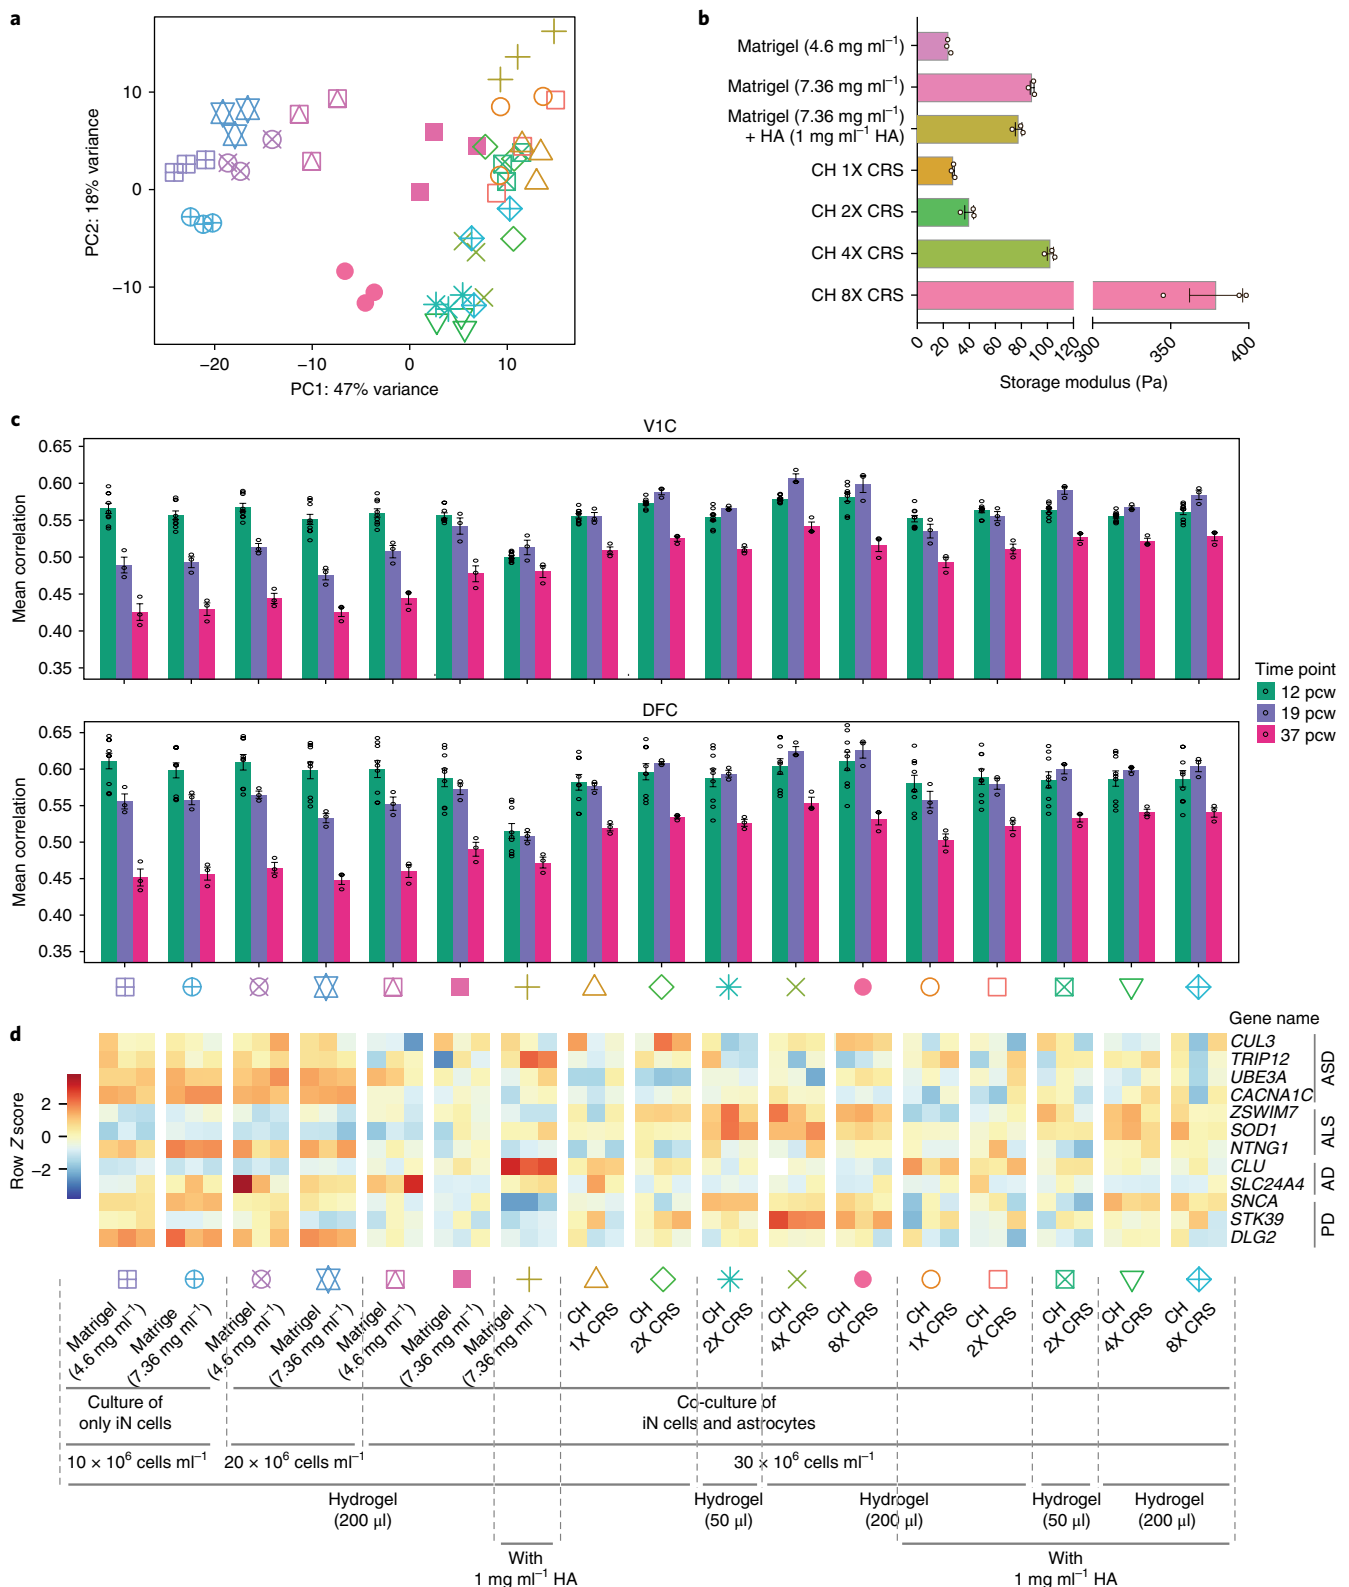 a
PC2: 18% variance
10
0
−10
−20
−10
0
10
PC1: 47% variance
b
Matrigel (4.6 mg ml⁻¹)
Matrigel (7.36 mg ml⁻¹)
Matrigel (7.36 mg ml⁻¹)
+ HA (1 mg ml⁻¹ HA)
CH 1X CRS
CH 2X CRS
CH 4X CRS
CH 8X CRS
0
20
40
60
80
100
120
300
350
400
Storage modulus (Pa)
c
V1C
Mean correlation
0.65
0.60
0.55
0.50
0.45
0.40
0.35
DFC
Mean correlation
0.65
0.60
0.55
0.50
0.45
0.40
0.35
Time point
12 pcw
19 pcw
37 pcw
d
Row Z score
2
0
−2
Gene name
CUL3
TRIP12
UBE3A
CACNA1C
ZSWIM7
SOD1
NTNG1
CLU
SLC24A4
SNCA
STK39
DLG2
ASD
ALS
AD
PD
Matrigel
(4.6 mg ml⁻¹)
Matrige
(7.36 mg ml⁻¹)
Matrigel
(4.6 mg ml⁻¹)
Matrigel
(7.36 mg ml⁻¹)
Matrigel
(4.6 mg ml⁻¹)
Matrigel
(7.36 mg ml⁻¹)
Matrigel
(7.36 mg ml⁻¹)
CH
1X CRS
CH
2X CRS
CH
2X CRS
CH
4X CRS
CH
8X CRS
CH
1X CRS
CH
2X CRS
CH
2X CRS
CH
4X CRS
CH
8X CRS
Culture of
only iN cells
Co-culture of
iN cells and astrocytes
10 × 10⁶ cells ml⁻¹
20 × 10⁶ cells ml⁻¹
30 × 10⁶ cells ml⁻¹
Hydrogel
(200 µl)
Hydrogel
(50 µl)
Hydrogel
(200 µl)
Hydrogel
(50 µl)
Hydrogel
(200 µl)
With
1 mg ml⁻¹ HA
With
1 mg ml⁻¹ HA